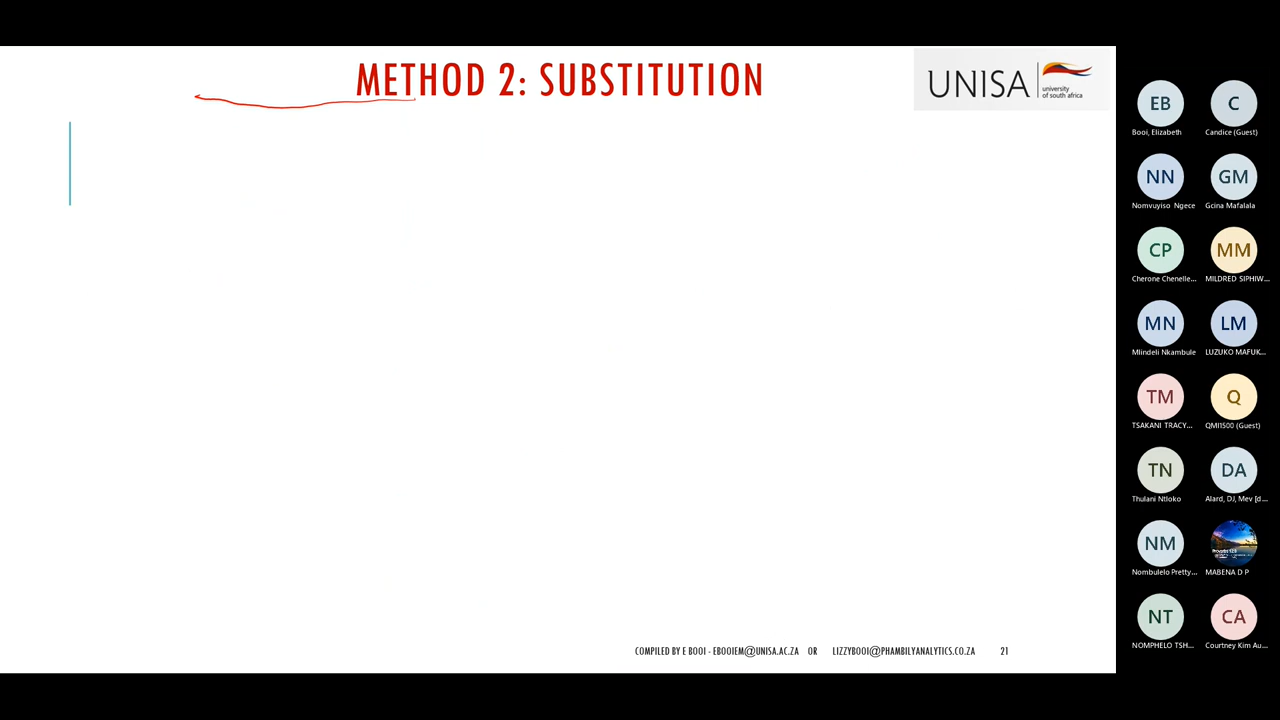 METHOD 2: SUBSTITUTION
UNISA
university
of south africa
COMPILED BY E BOOI - EBOOIEM@UNISA.AC.ZA OR LIZZYBOOI@PHAMBILYANALYTICS.CO.ZA 21
EB C
Booi, Elizabeth Candice (Guest)
NN GM
Nomvuyiso Ngece Gcina Mafalala
CP MM
Cherone Chenelle... MILDRED SIPHIW...
MN LM
Mlindeli Nkambule LUZUKO MAFUK...
TM Q
TSAKANI TRACY... QMI1500 (Guest)
TN DA
Thulani Ntloko Alard, DJ, Mev [d...
NM
Nombulelo Pretty... MABENA D P
NT CA
NOMPHELO TSH... Courtney Kim Au...